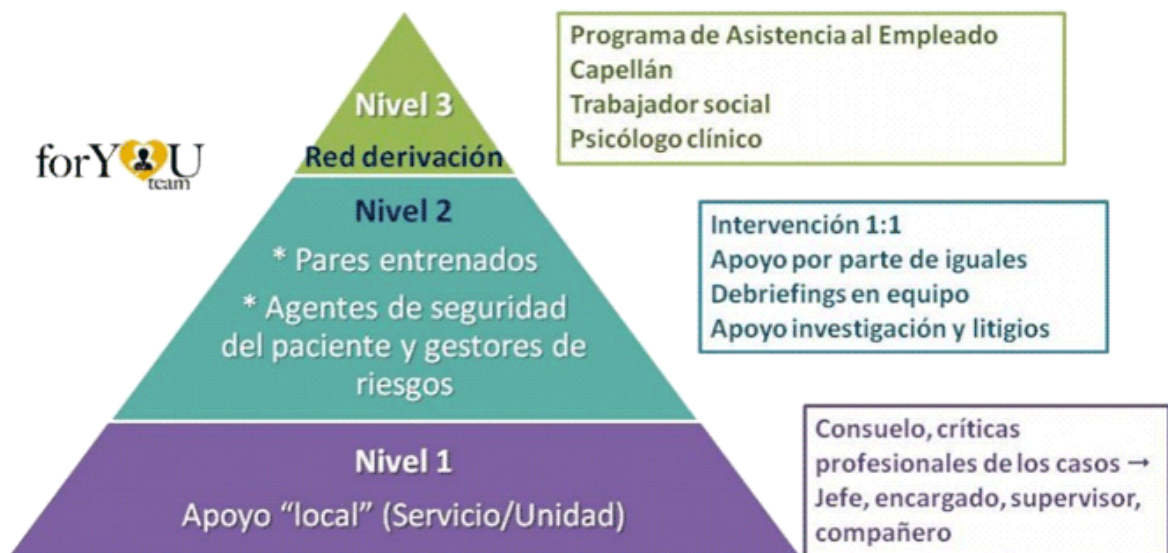 forYOU
team
Nivel 3
Red derivación
Programa de Asistencia al Empleado
Capellán
Trabajador social
Psicólogo clínico
Nivel 2
* Pares entrenados
* Agentes de seguridad
del paciente y gestores de
riesgos
Intervención 1:1
Apoyo por parte de iguales
Debriefings en equipo
Apoyo investigación y litigios
Nivel 1
Apoyo “local” (Servicio/Unidad)
Consuelo, críticas
profesionales de los casos →
Jefe, encargado, supervisor,
compañero